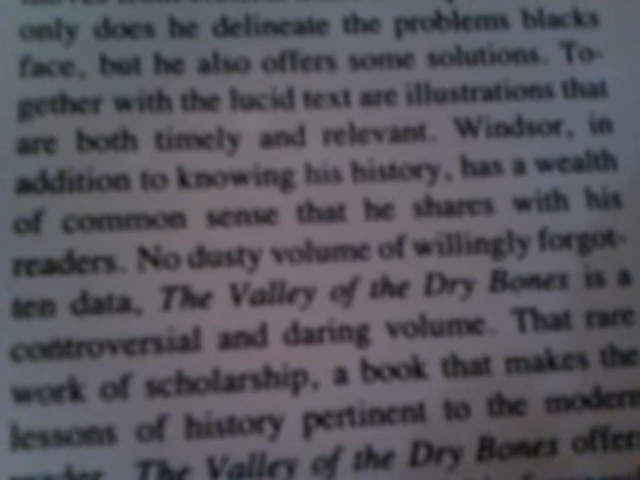 only does he delineate the problems blacks
face, but he also offers some solutions. To-
gether with the lucid text are illustrations that
are both timely and relevant. Windsor, in
addition to knowing his history, has a wealth
of common sense that he shares with his
readers. No dusty volume of willingly forgot-
ten data, The Valley of the Dry Bones is a
controversial and daring volume. That rare
work of scholarship, a book that makes the
lessons of history pertinent to the modern
reader, The Valley of the Dry Bones offers